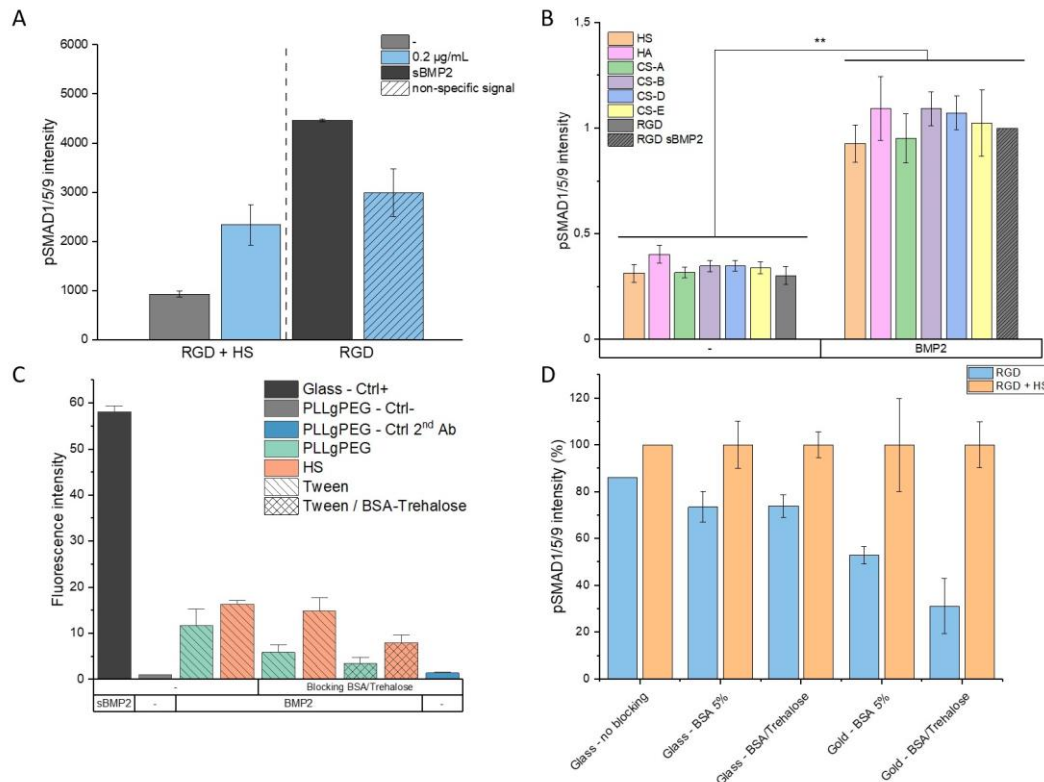 A
pSMAD1/5/9 intensity
6000
5000
4000
3000
2000
1000
0
-
0.2 µg/mL
sBMP2
non-specific signal
RGD + HS
RGD
B
pSMAD1/5/9 intensity
1.5
1
0.5
0
HS
HA
CS-A
CS-B
CS-D
CS-E
RGD
RGD sBMP2
**
-
BMP2
C
Fluorescence intensity
60
50
40
30
20
10
0
Glass - Ctrl+
PLLgPEG - Ctrl-
PLLgPEG - Ctrl 2nd Ab
PLLgPEG
HS
Tween
Tween / BSA-Trehalose
-
Blocking BSA/Trehalose
sBMP2
-
BMP2
-
D
pSMAD1/5/9 intensity (%)
120
100
80
60
40
20
0
RGD
RGD + HS
Glass - no blocking
Glass - BSA 5%
Glass - BSA/Trehalose
Gold - BSA 5%
Gold - BSA/Trehalose